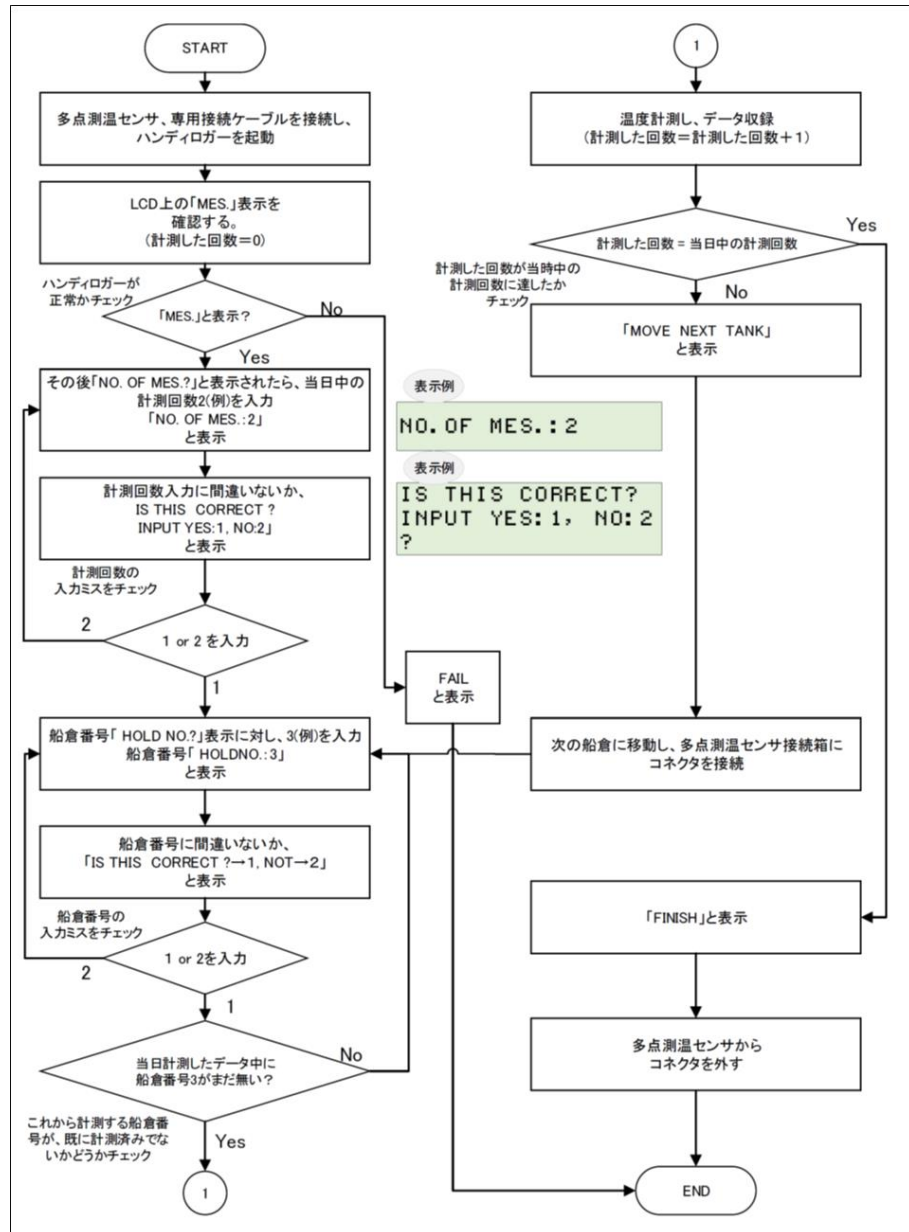 START
多点測温センサ、専用接続ケーブルを接続し、
ハンディロガーを起動
LCD上の「MES.」表示を
確認する。
(計測した回数=0)
ハンディロガーが
正常かチェック
「MES.」と表示?
No
Yes
その後「NO. OF MES.?」と表示されたら、当日中の
計測回数2(例)を入力
「NO. OF MES.:2」
と表示
計測回数入力に間違いないか、
IS THIS CORRECT ?
INPUT YES:1, NO:2」
と表示
計測回数の
入力ミスをチェック
2
1 or 2 を入力
1
船倉番号「 HOLD NO.?」表示に対し、3(例)を入力
船倉番号「 HOLDNO.:3」
と表示
船倉番号に間違いないか、
「IS THIS CORRECT ?→1, NOT→2」
と表示
船倉番号の
入力ミスをチェック
2
1 or 2を入力
1
当日計測したデータ中に
船倉番号3がまだ無い?
No
これから計測する船倉番
号が、既に計測済みでな
いかどうかチェック
Yes
1
表示例
NO.OF MES.:2
表示例
IS THIS CORRECT?
INPUT YES:1, NO:2
?
FAIL
と表示
1
温度計測し、データ収録
(計測した回数=計測した回数+1)
計測した回数 = 当日中の計測回数
Yes
計測した回数が当時中の
計測回数に達したか
チェック
No
「MOVE NEXT TANK」
と表示
次の船倉に移動し、多点測温センサ接続箱に
コネクタを接続
「FINISH」と表示
多点測温センサから
コネクタを外す
END